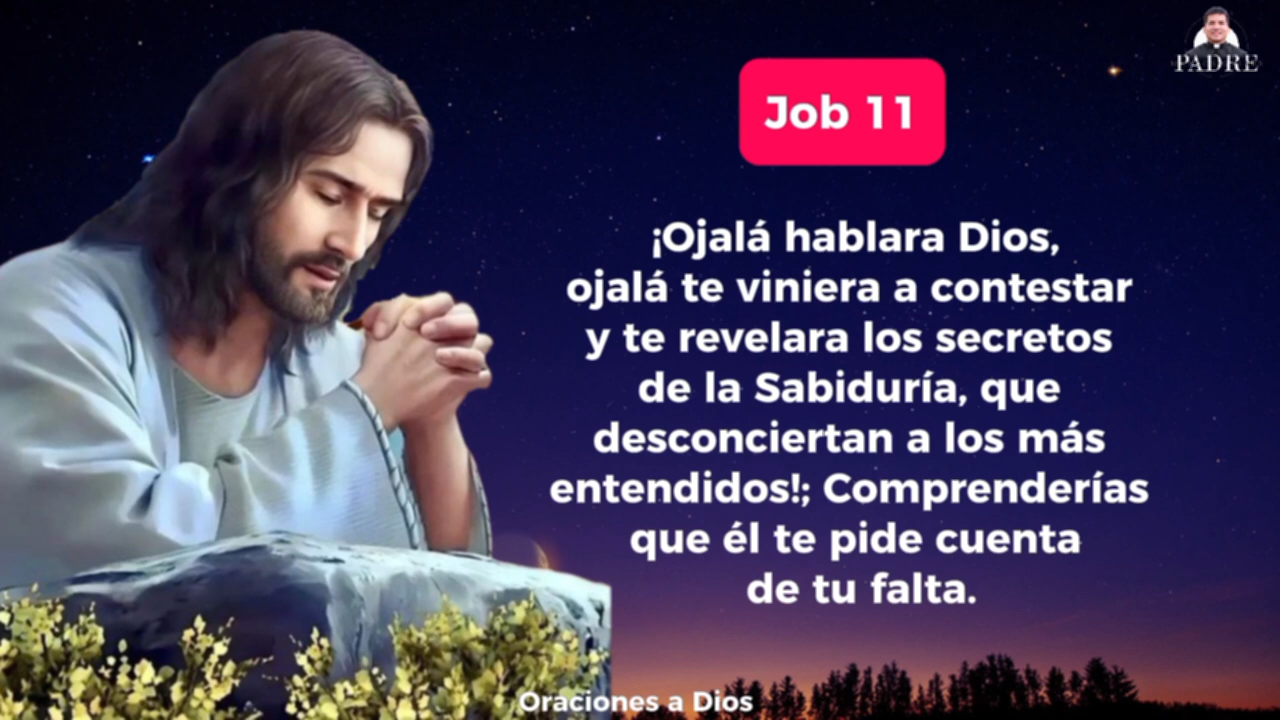 PADRE
Job 11
¡Ojalá hablara Dios,
ojalá te viniera a contestar
y te revelara los secretos
de la Sabiduría, que
desconciertan a los más
entendidos!; Comprenderías
que él te pide cuenta
de tu falta.
Oraciones a Dios